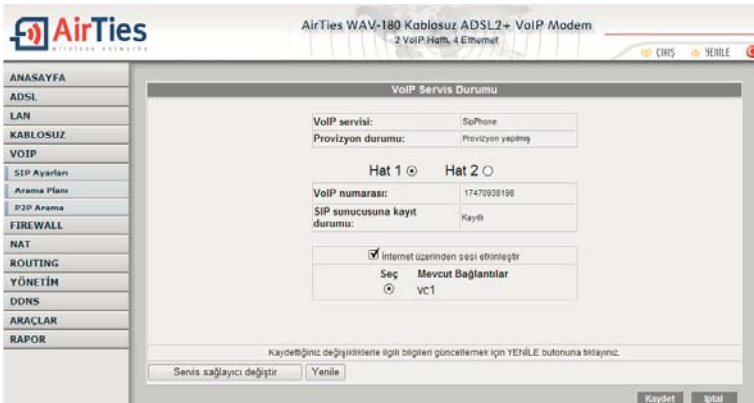 AirTies
wireless networks
AirTies WAV-180 Kablosuz ADSL2+ VoIP Modem
2 VoIP Hattı, 4 Ethernet
ÇIKIŞ
YENİLE
ANASAYFA
ADSL
LAN
KABLOSUZ
VOIP
SIP Ayarları
Arama Planı
P2P Arama
FIREWALL
NAT
ROUTING
YÖNETİM
DDNS
ARAÇLAR
RAPOR
VoIP Servis Durumu
VoIP servisi: SipPhone
Provizyon durumu: Provizyon yapılmış
Hat 1 Hat 2
VoIP numarası: 17470938198
SIP sunucusuna kayıt
durumu: Kayıtlı
İnternet üzerinden sesi etkinleştir
Seç Mevcut Bağlantılar
vc1
Kaydettiğiniz değişikliklerle ilgili bilgileri güncellemek için YENİLE butonuna tıklayınız.
Servis sağlayıcı değiştir Yenile
Kaydet İptal